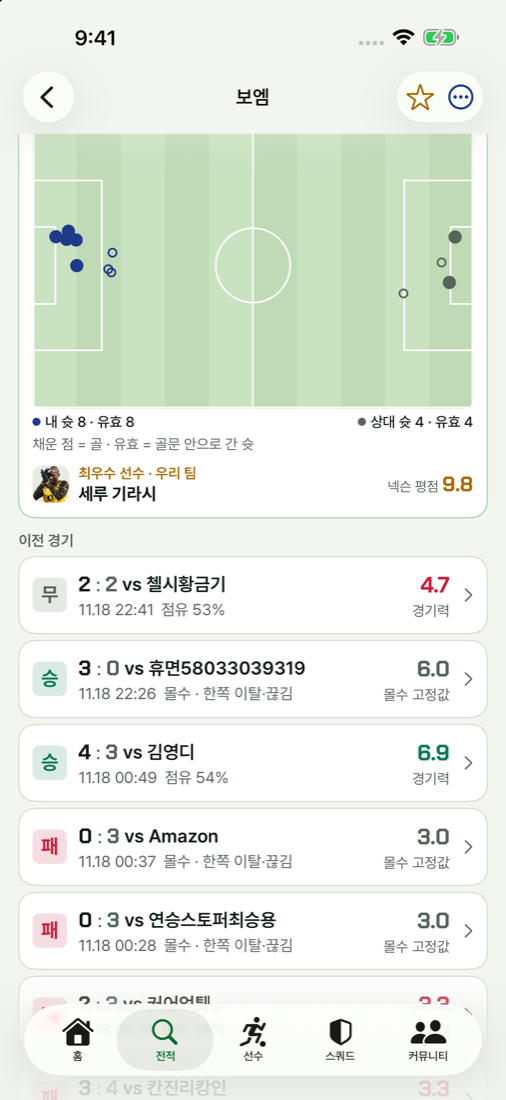 9:41
보엠
내 슛 8 · 유효 8
상대 슛 4 · 유효 4
채운 점 = 골 · 유효 = 골문 안으로 간 슛
최우수 선수 · 우리 팀
세루 기라시
넥슨 평점 9.8
이전 경기
무
2 : 2 vs 첼시황금기
4.7
11.18 22:41 점유 53%
경기력
승
3 : 0 vs 휴면58033039319
6.0
11.18 22:26 몰수 · 한쪽 이탈·끊김
몰수 고정값
승
4 : 3 vs 김영디
6.9
11.18 00:49 점유 54%
경기력
패
0 : 3 vs Amazon
3.0
11.18 00:37 몰수 · 한쪽 이탈·끊김
몰수 고정값
패
0 : 3 vs 연승스토퍼최승용
3.0
11.18 00:28 몰수 · 한쪽 이탈·끊김
몰수 고정값
2 : 3 vs
3.3
홈
전적
선수
스쿼드
커뮤니티
3 : 4 vs 칸진리캉인
3.3